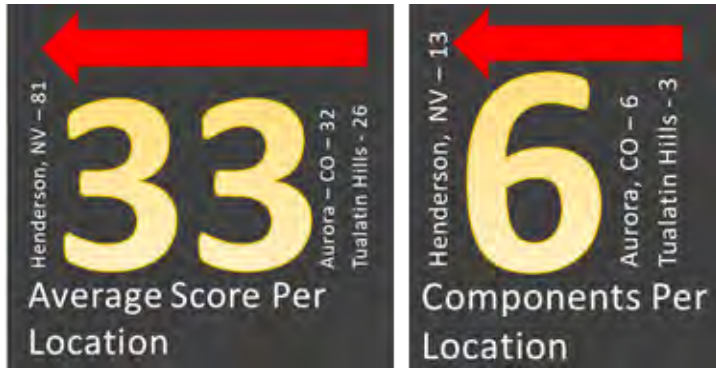 Henderson, NV – 81
33
Aurora – CO – 32
Tualatin Hills - 26
Average Score Per
Location
Henderson, NV – 13
6
Aurora, CO – 6
Tualatin Hills - 3
Components Per
Location